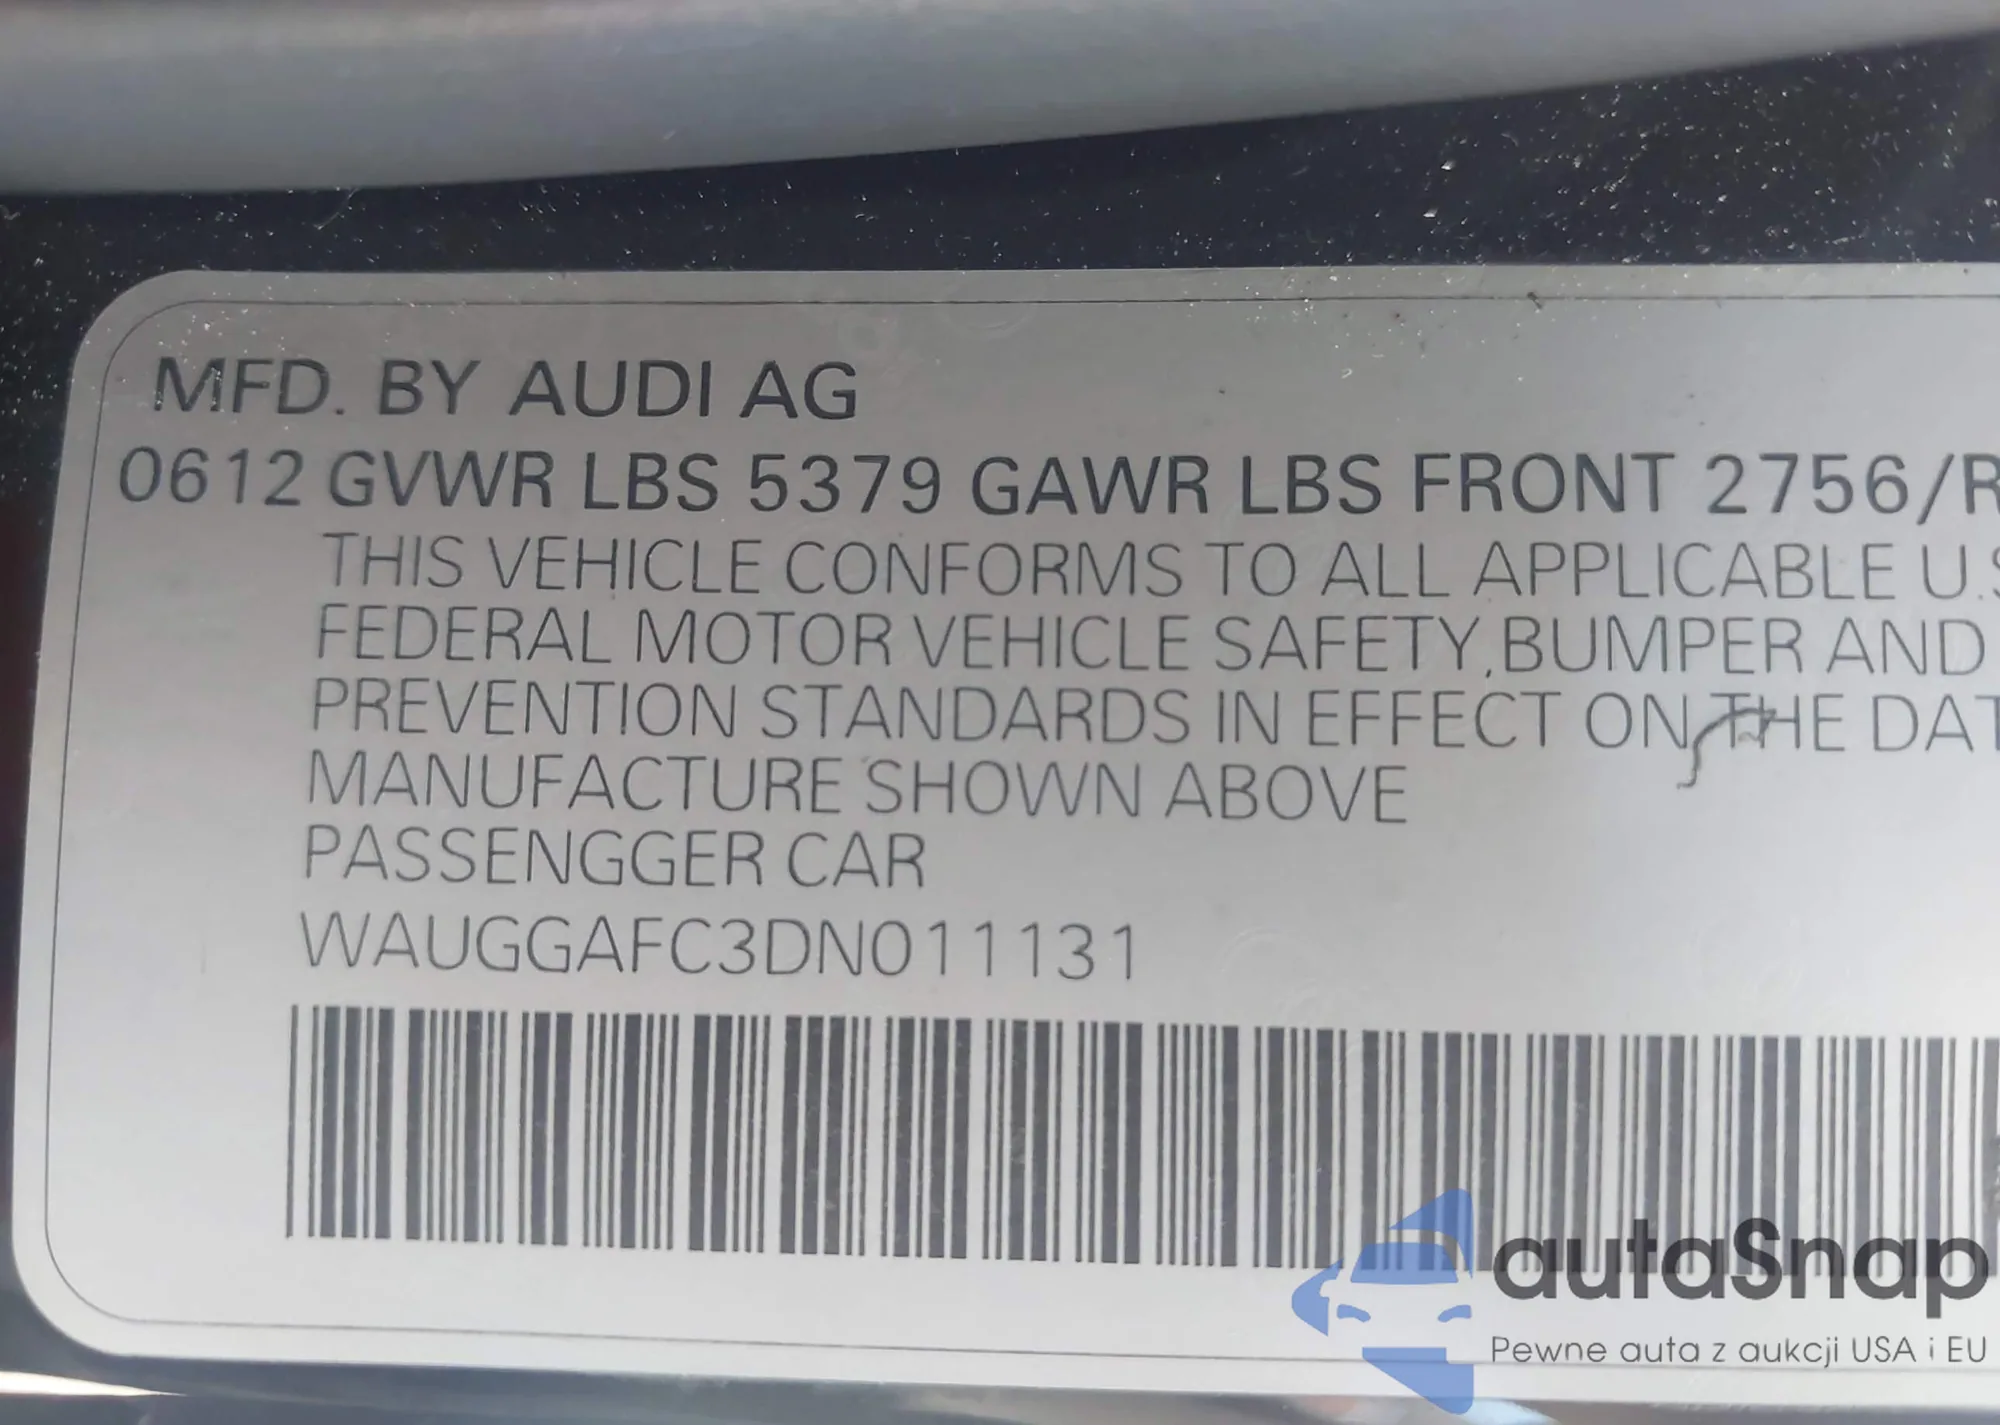 MFD. BY AUDI AG
0612 GVWR LBS 5379 GAWR LBS FRONT 2756/R
THIS VEHICLE CONFORMS TO ALL APPLICABLE U.S
FEDERAL MOTOR VEHICLE SAFETY,BUMPER AND
PREVENTION STANDARDS IN EFFECT ON THE DAT
MANUFACTURE SHOWN ABOVE
PASSENGGER CAR
WAUGGAFC3DN011131
autaSnap
Pewne auta z aukcji USA i EU